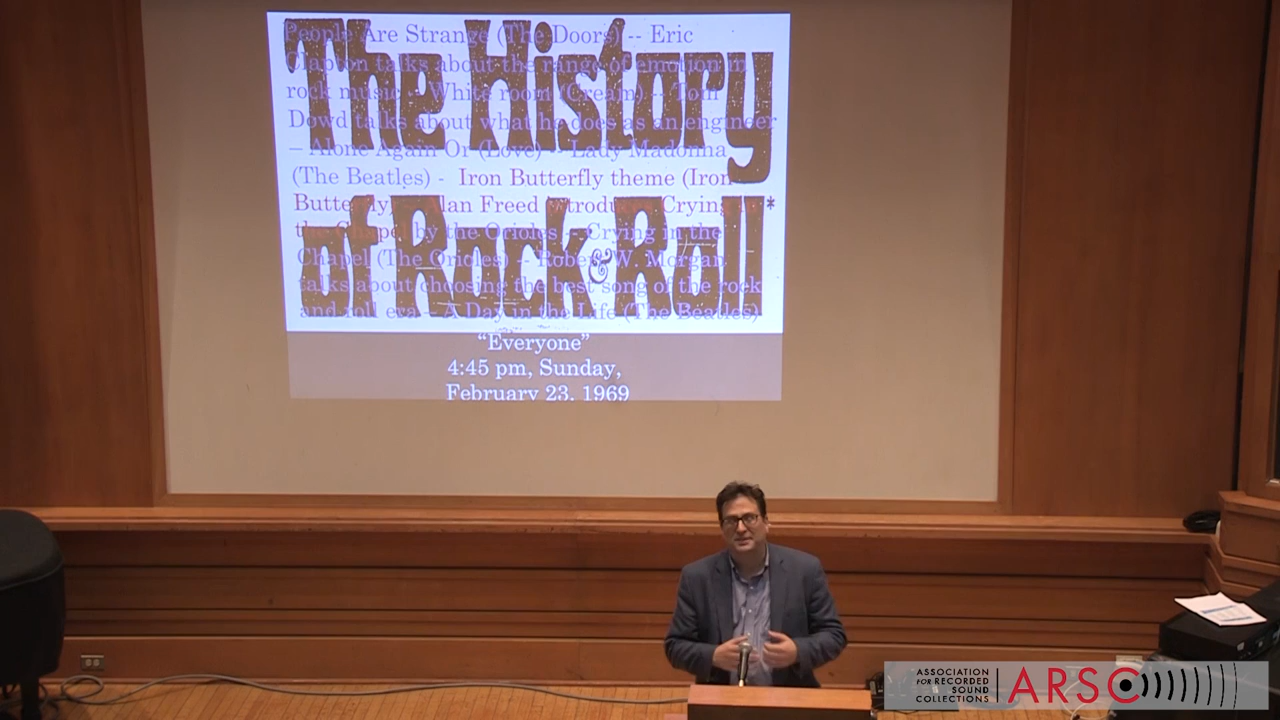 The History
of Rock & Roll*
People Are Strange (The Doors) -- Eric
Clapton talks about the range of emotion in
rock music -- White room (Cream) -- Tom
Dowd talks about what he does as an engineer
– Alone Again Or (Love) -- Lady Madonna
(The Beatles) - Iron Butterfly theme (Iron
Butterfly) Alan Freed introduces Crying in
the Chapel by the Orioles -- Crying in the
Chapel (The Orioles) -- Robert W. Morgan
talks about choosing the best song of the rock
and roll era – A Day in the Life (The Beatles)
“Everyone”
4:45 pm, Sunday,
February 23, 1969
ASSOCIATION
FOR RECORDED
SOUND
COLLECTIONS
ARSC